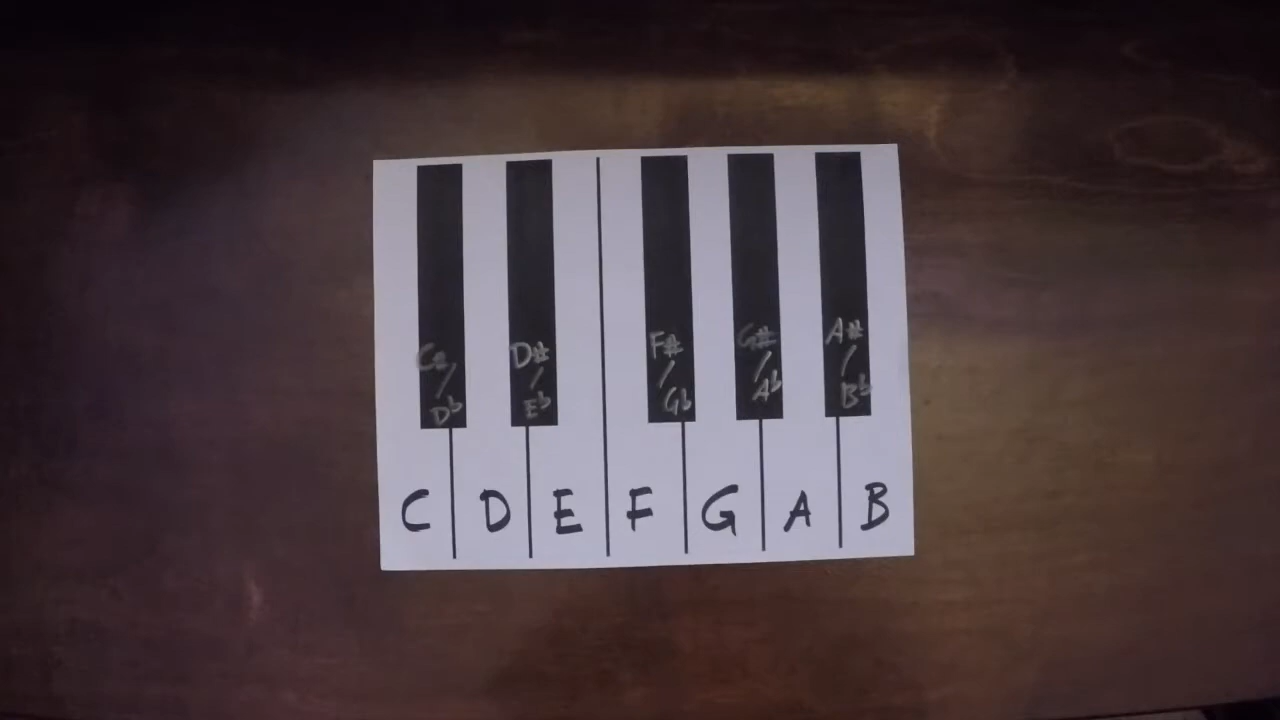 C# D# F# G# A#
/ / / / /
Db Eb Gb Ab Bb
C D E F G A B